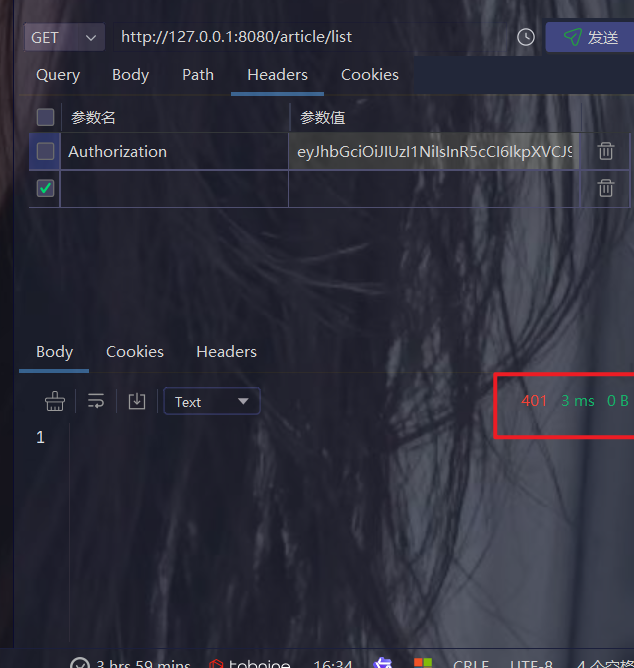 GET http://127.0.0.1:8080/article/list 发送
Query Body Path Headers Cookies
参数名 参数值
Authorization eyJhbGciOiJIUzI1NiIsInR5cCI6IkpXVCJ9
Body Cookies Headers
Text 401 3 ms 0 B
1
3 hrs 59 mins 16:34 CRLF UTF-8 4 个空格